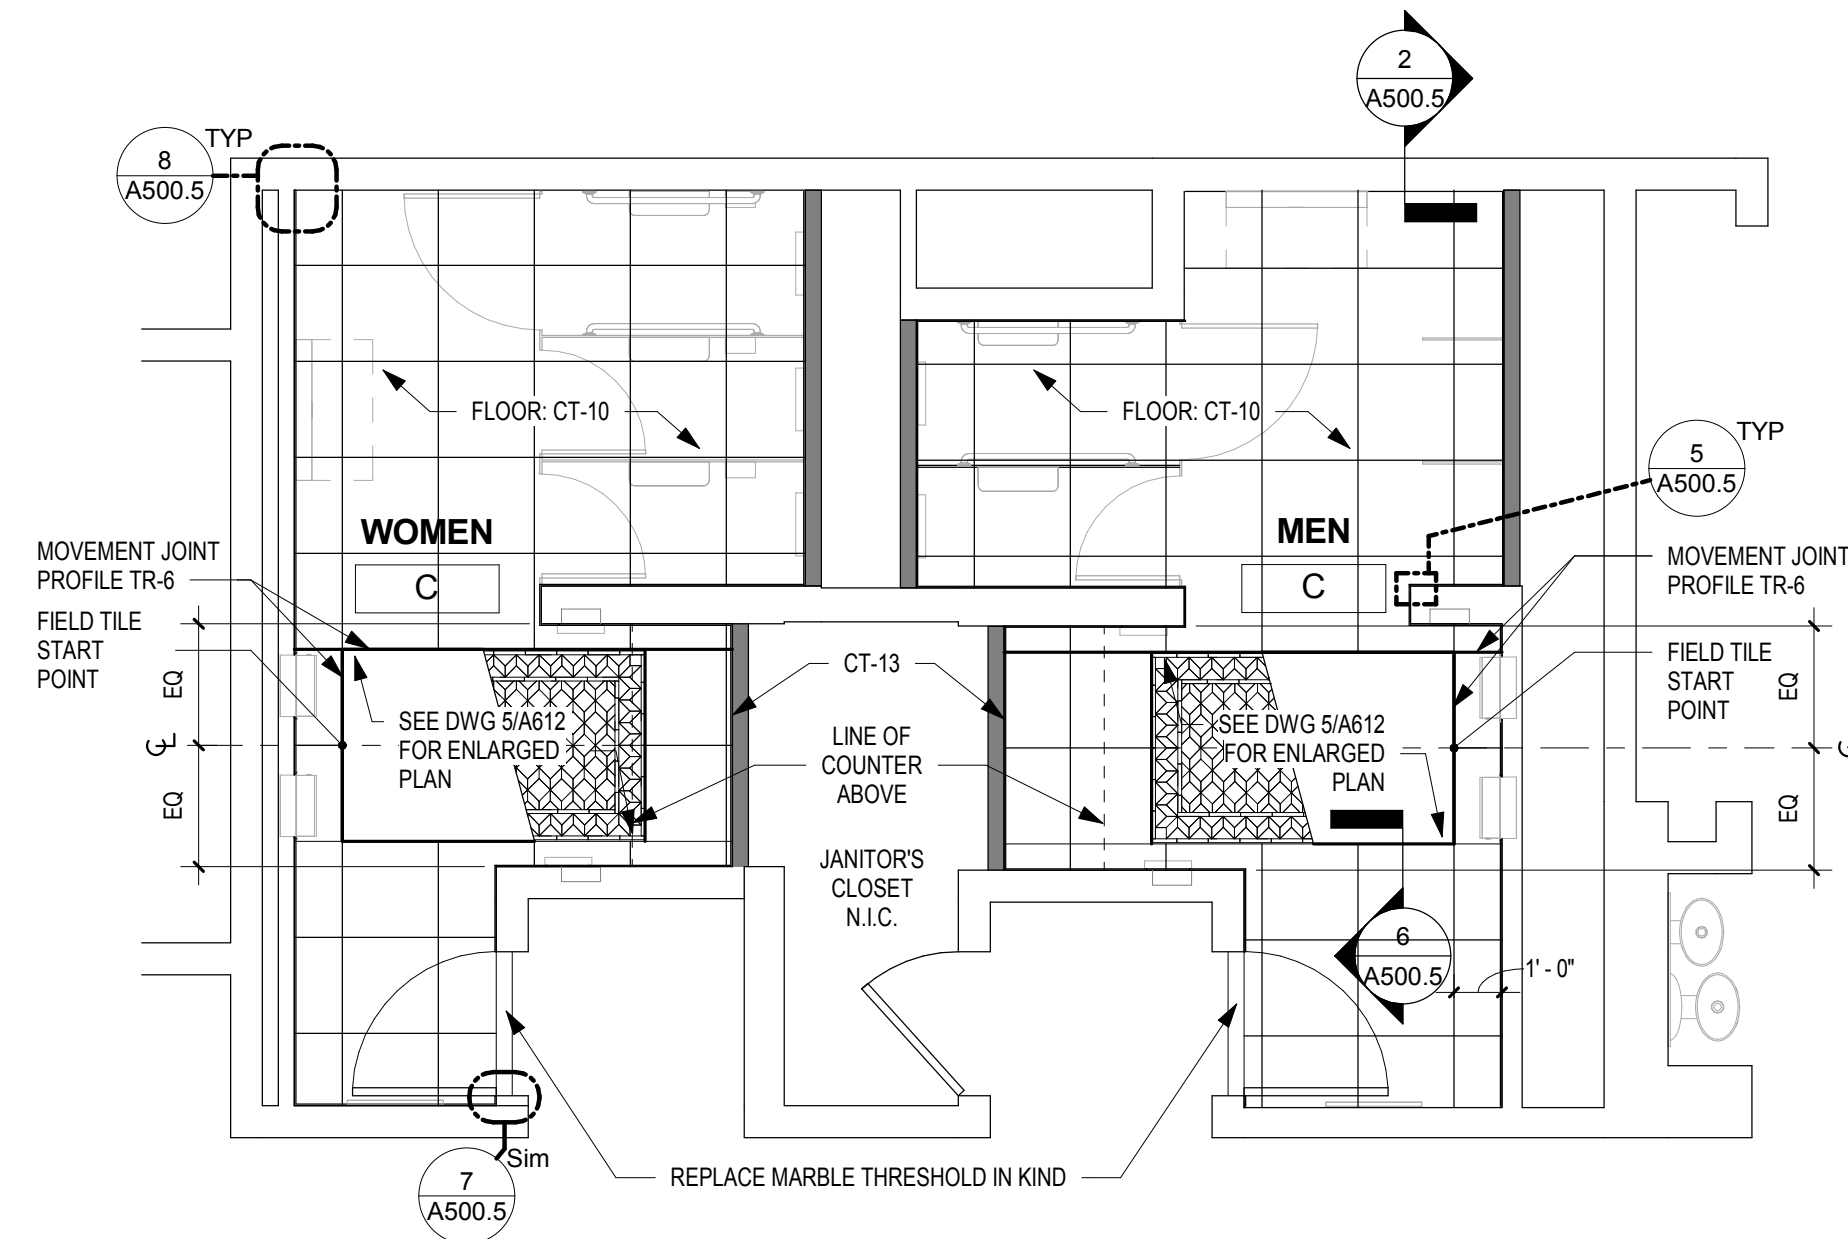 2
A500.5
TYP
8
A500.5
FLOOR: CT-10
FLOOR: CT-10
TYP
5
A500.5
WOMEN
MEN
MOVEMENT JOINT
PROFILE TR-6
C
C
MOVEMENT JOINT
PROFILE TR-6
FIELD TILE
START
POINT
EQ
CT-13
FIELD TILE
START
POINT
EQ
SEE DWG 5/A612
FOR ENLARGED
PLAN
LINE OF
COUNTER
ABOVE
SEE DWG 5/A612
FOR ENLARGED
PLAN
CL
EQ
EQ
JANITOR'S
CLOSET
N.I.C.
6
A500.5
1' - 0"
Sim
7
A500.5
REPLACE MARBLE THRESHOLD IN KIND